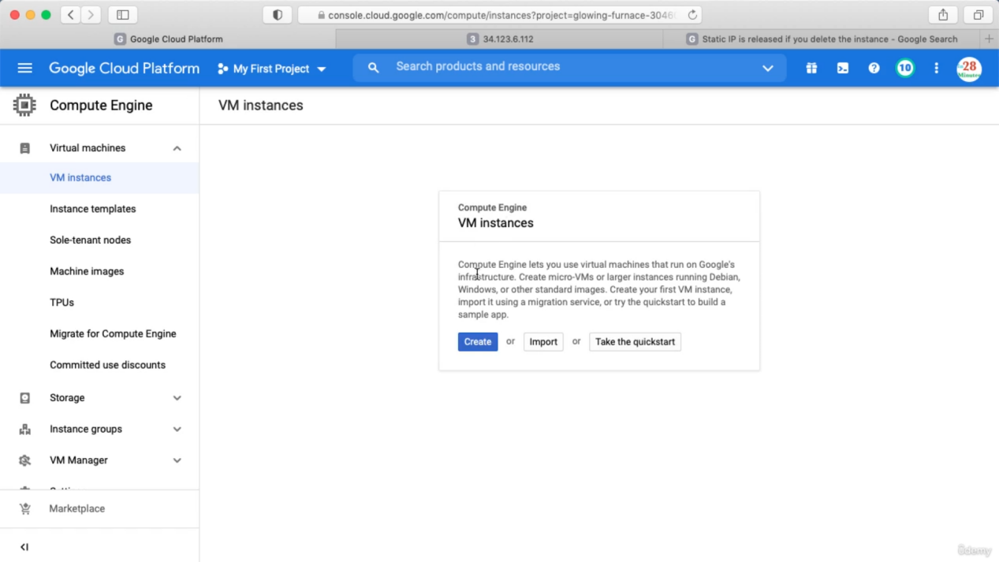 console.cloud.google.com/compute/instances?project=glowing-furnace-3046
G Google Cloud Platform
3 34.123.6.112
G Static IP is released if you delete the instance - Google Search
Google Cloud Platform
My First Project
Search products and resources
10
28
Minutes
Compute Engine
VM instances
Virtual machines
VM instances
Instance templates
Sole-tenant nodes
Machine images
TPUs
Migrate for Compute Engine
Committed use discounts
Storage
Instance groups
VM Manager
Marketplace
Compute Engine
VM instances
Compute Engine lets you use virtual machines that run on Google's
infrastructure. Create micro-VMs or larger instances running Debian,
Windows, or other standard images. Create your first VM instance,
import it using a migration service, or try the quickstart to build a
sample app.
Create or Import or Take the quickstart
ûdemy